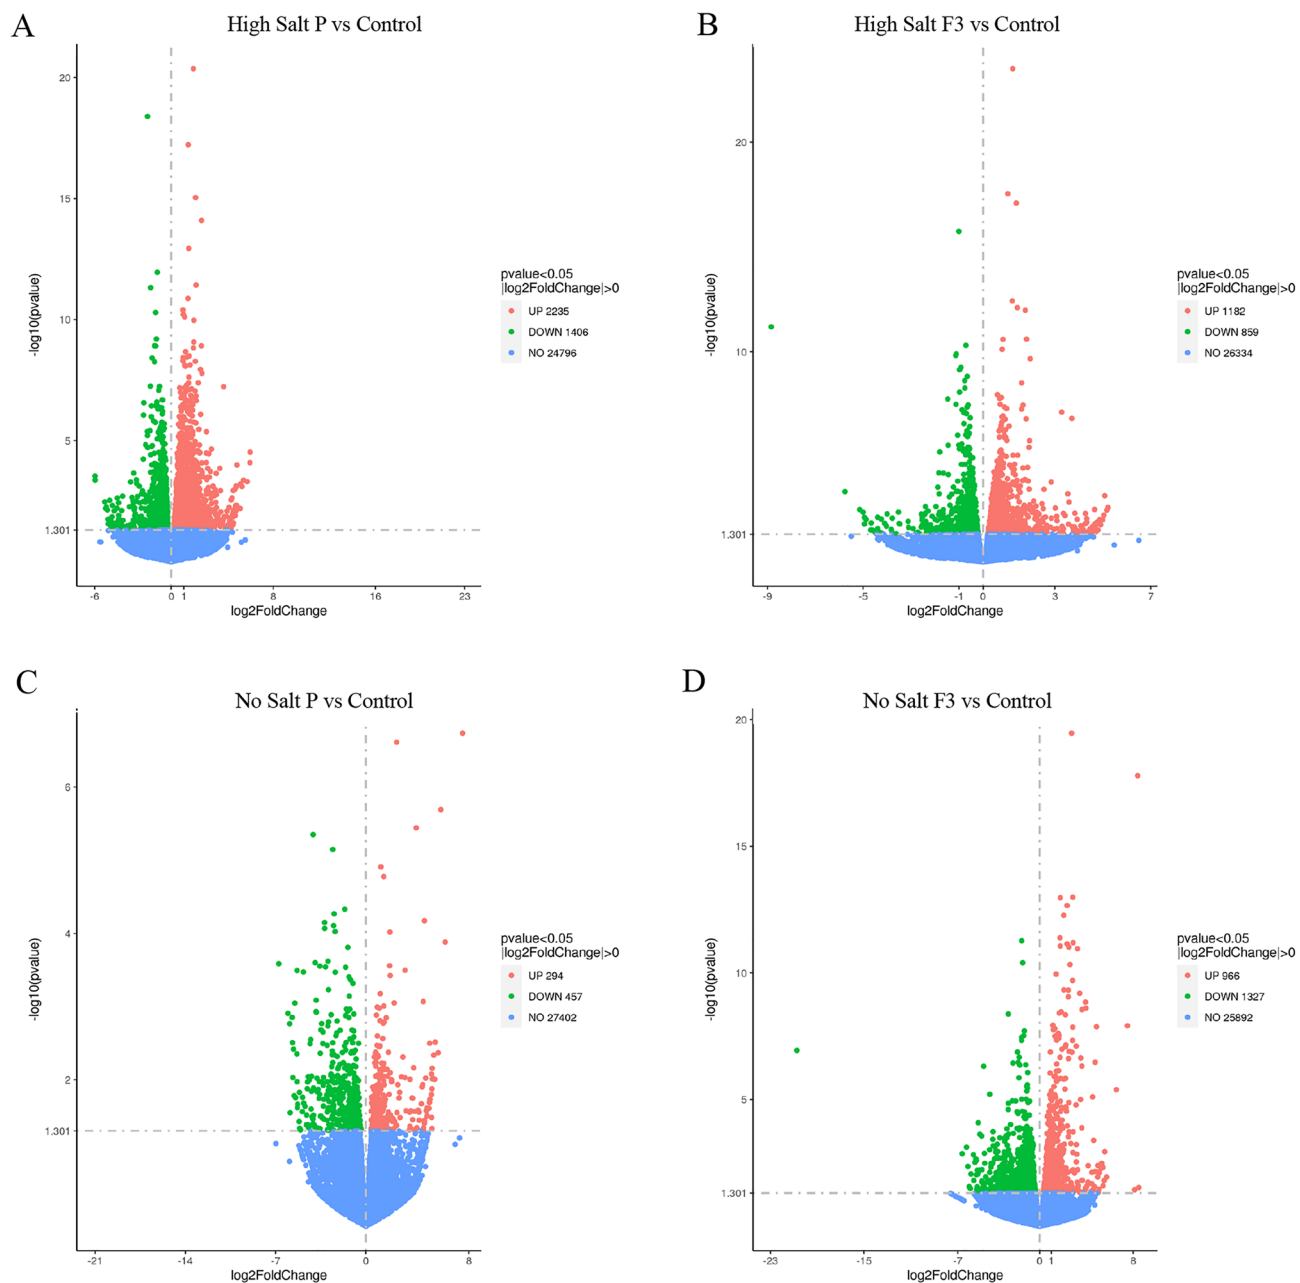 A
High Salt P vs Control
20
15
10
5
1.301
-log10(pvalue)
-6 0 1 8 16 23
log2FoldChange
pvalue<0.05
|log2FoldChange|>0
UP 2235
DOWN 1406
NO 24796
B
High Salt F3 vs Control
20
10
1.301
-log10(pvalue)
-9 -5 -1 0 3 7
log2FoldChange
pvalue<0.05
|log2FoldChange|>0
UP 1182
DOWN 859
NO 26334
C
No Salt P vs Control
6
4
2
1.301
-log10(pvalue)
-21 -14 -7 0 8
log2FoldChange
pvalue<0.05
|log2FoldChange|>0
UP 294
DOWN 457
NO 27402
D
No Salt F3 vs Control
20
15
10
5
1.301
-log10(pvalue)
-23 -15 -7 0 1 8
log2FoldChange
pvalue<0.05
|log2FoldChange|>0
UP 966
DOWN 1327
NO 25892